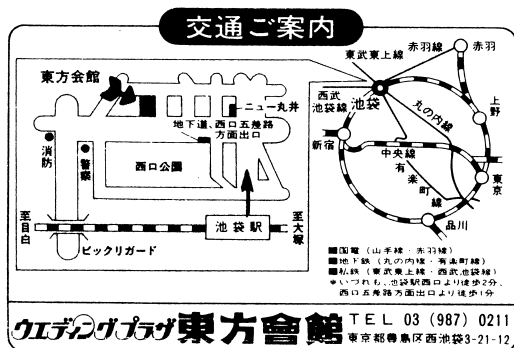 交通ご案内
東方会館
ニュー丸井
地下道、西口五差路
方面出口
消防
警察
西口公園
至目白
池袋駅
至大塚
ビックリガード
東武東上線
赤羽線
赤羽
西武
池袋線
池袋
丸の内線
上野
新宿
中央線
有楽町線
東京
品川
■国電(山手線・赤羽線)
■地下鉄(丸の内線・有楽町線)
■私鉄(東武東上線・西武池袋線)
*いづれも、池袋駅西口より徒歩2分、
西口五差路方面出口より徒歩1分
ウエディングプラザ 東方會館
TEL 03 (987) 0211
東京都豊島区西池袋3-21-12